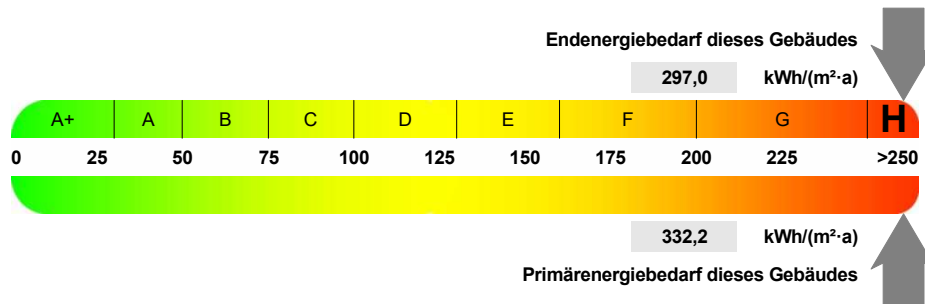 Endenergiebedarf dieses Gebäudes
297,0 kWh/(m²·a)
A+ A B C D E F G H
0 25 50 75 100 125 150 175 200 225 >250
332,2 kWh/(m²·a)
Primärenergiebedarf dieses Gebäudes